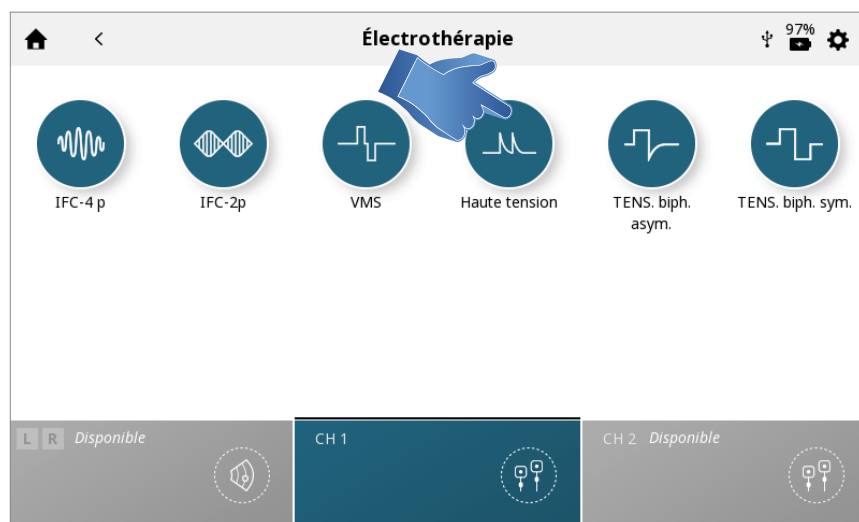 Électrothérapie
97%
IFC-4 p
IFC-2p
VMS
Haute tension
TENS. biph.
asym.
TENS. biph. sym.
L R Disponible
CH 1
CH 2 Disponible